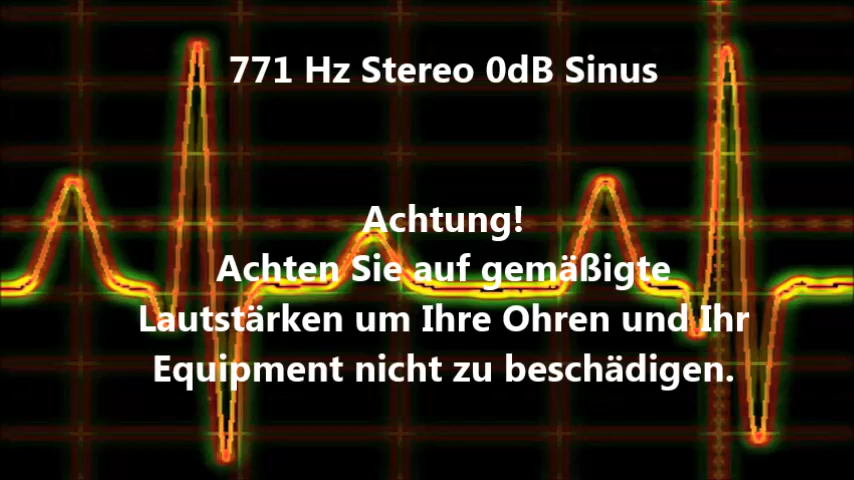 771 Hz Stereo 0dB Sinus
Achtung!
Achten Sie auf gemäßigte
Lautstärken um Ihre Ohren und Ihr
Equipment nicht zu beschädigen.